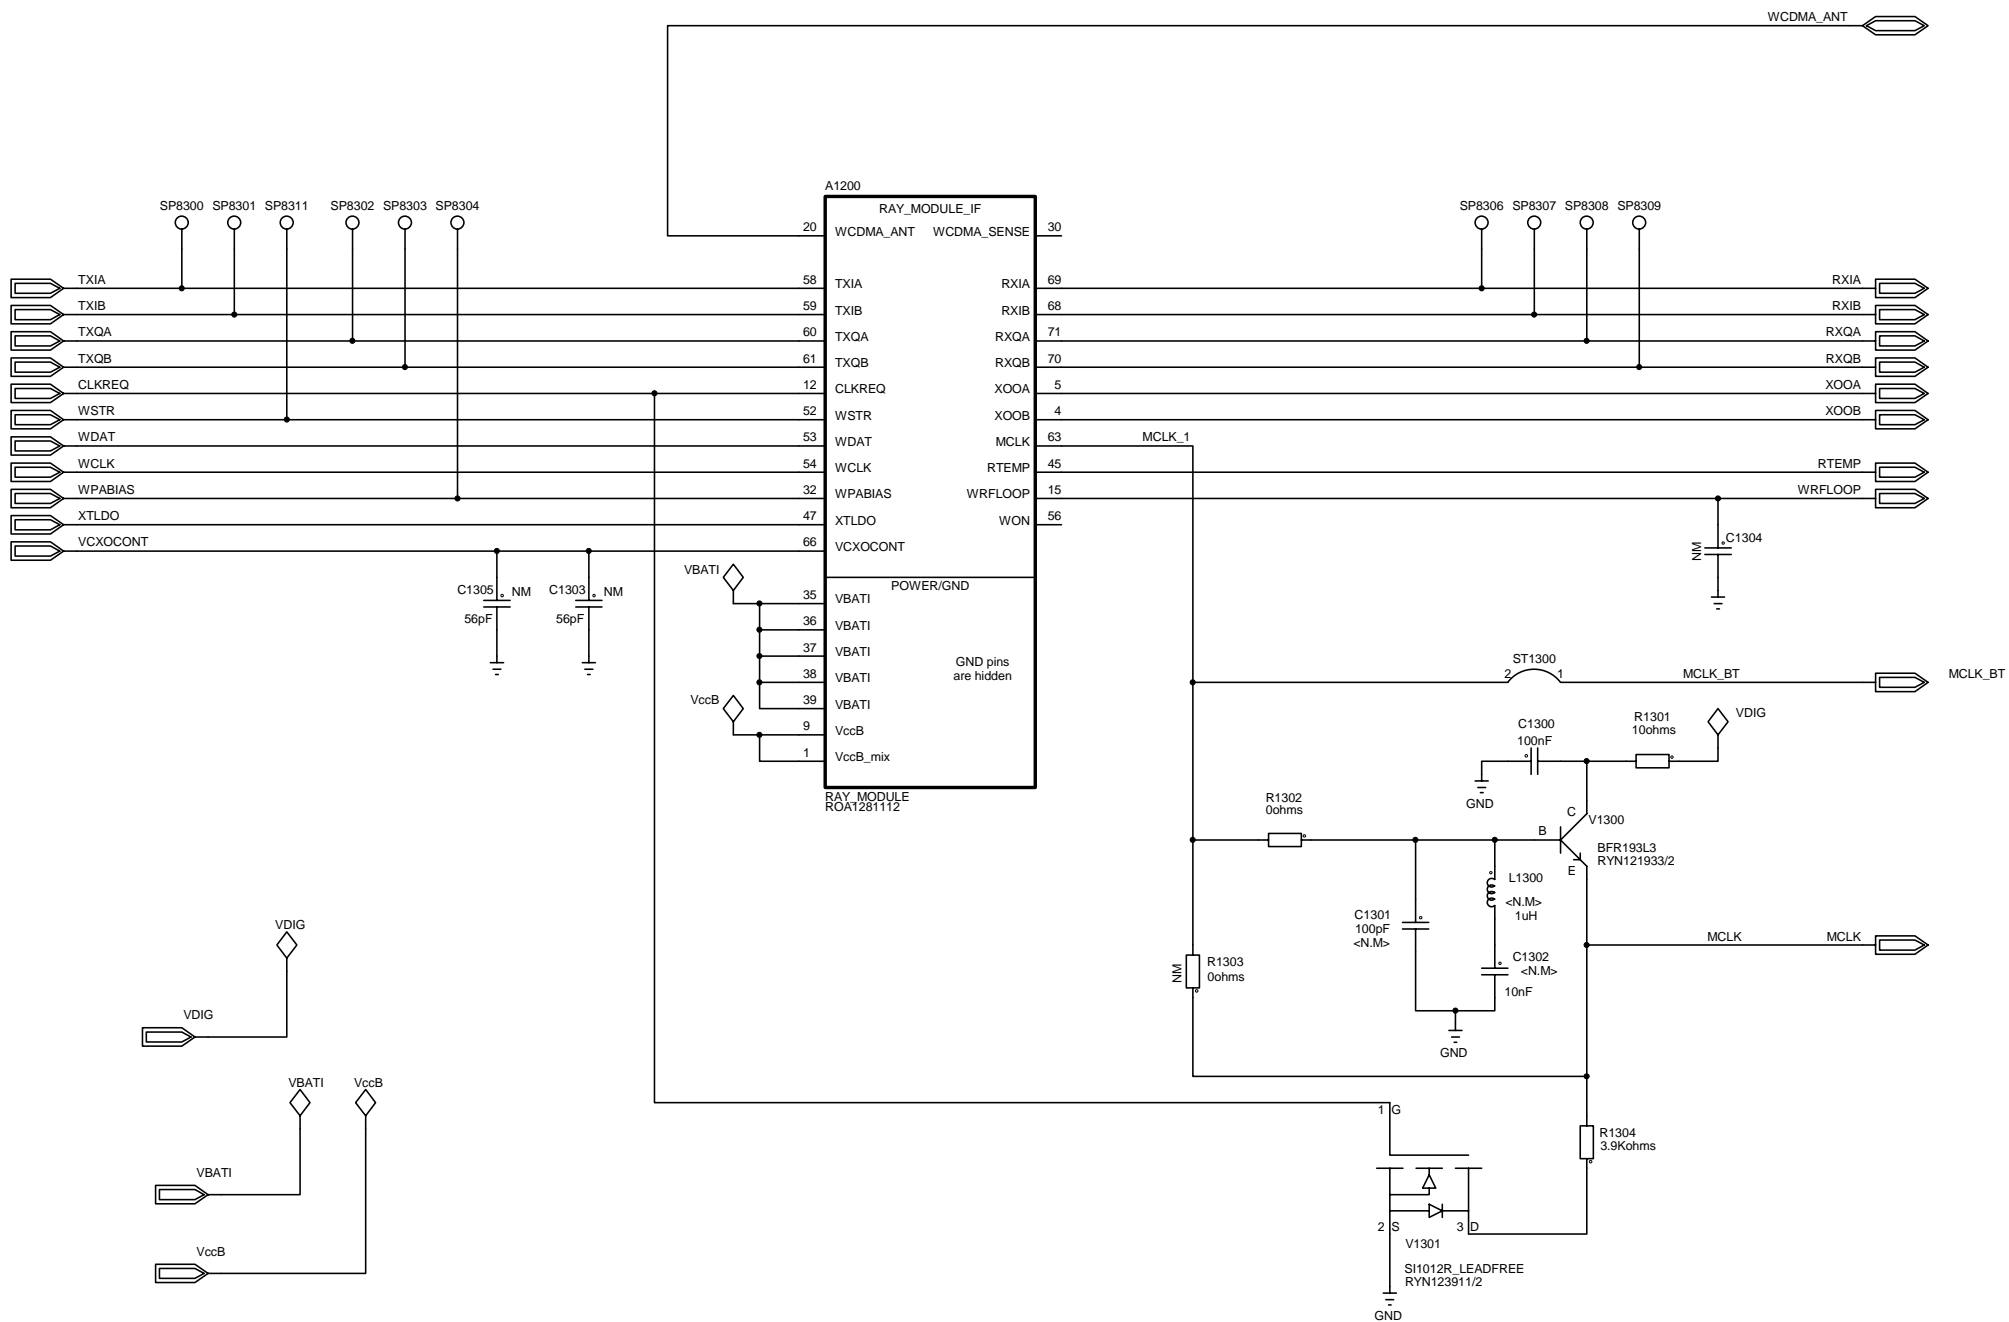 WCDMA_ANT
A1200
RAY_MODULE_IF
SP8300 SP8301 SP8311 SP8302 SP8303 SP8304
SP8306 SP8307 SP8308 SP8309
20 WCDMA_ANT WCDMA_SENSE 30
TXIA 58 TXIA RXIA 69 RXIA
TXIB 59 TXIB RXIB 68 RXIB
TXQA 60 TXQA RXQA 71 RXQA
TXQB 61 TXQB RXQB 70 RXQB
CLKREQ 12 CLKREQ XOOA 5 XOOA
WSTR 52 WSTR XOOB 4 XOOB
WDAT 53 WDAT MCLK 63 MCLK_1
WCLK 54 WCLK RTEMP 45 RTEMP
WPABIAS 32 WPABIAS WRFLOOP 15 WRFLOOP
XTLDO 47 XTLDO WON 56
VCXOCONT 66 VCXOCONT
NM C1304
C1305 NM
56pF
C1303 NM
56pF
VBATI
POWER/GND
35 VBATI
36 VBATI
37 VBATI
38 VBATI
39 VBATI
GND pins
are hidden
VccB
9 VccB
1 VccB_mix
RAY_MODULE
ROA1281112
ST1300
2 1 MCLK_BT MCLK_BT
C1300
100nF
GND
R1301
10ohms
VDIG
R1302
0ohms
C
B
E
V1300
BFR193L3
RYN121933/2
L1300
<N.M>
1uH
C1301
100pF
<N.M>
C1302
<N.M>
10nF
GND
MCLK MCLK
NM R1303
0ohms
VDIG
VDIG
VBATI VccB
VBATI
VccB
1 G
R1304
3.9Kohms
2 S 3 D
V1301
SI1012R_LEADFREE
RYN123911/2
GND